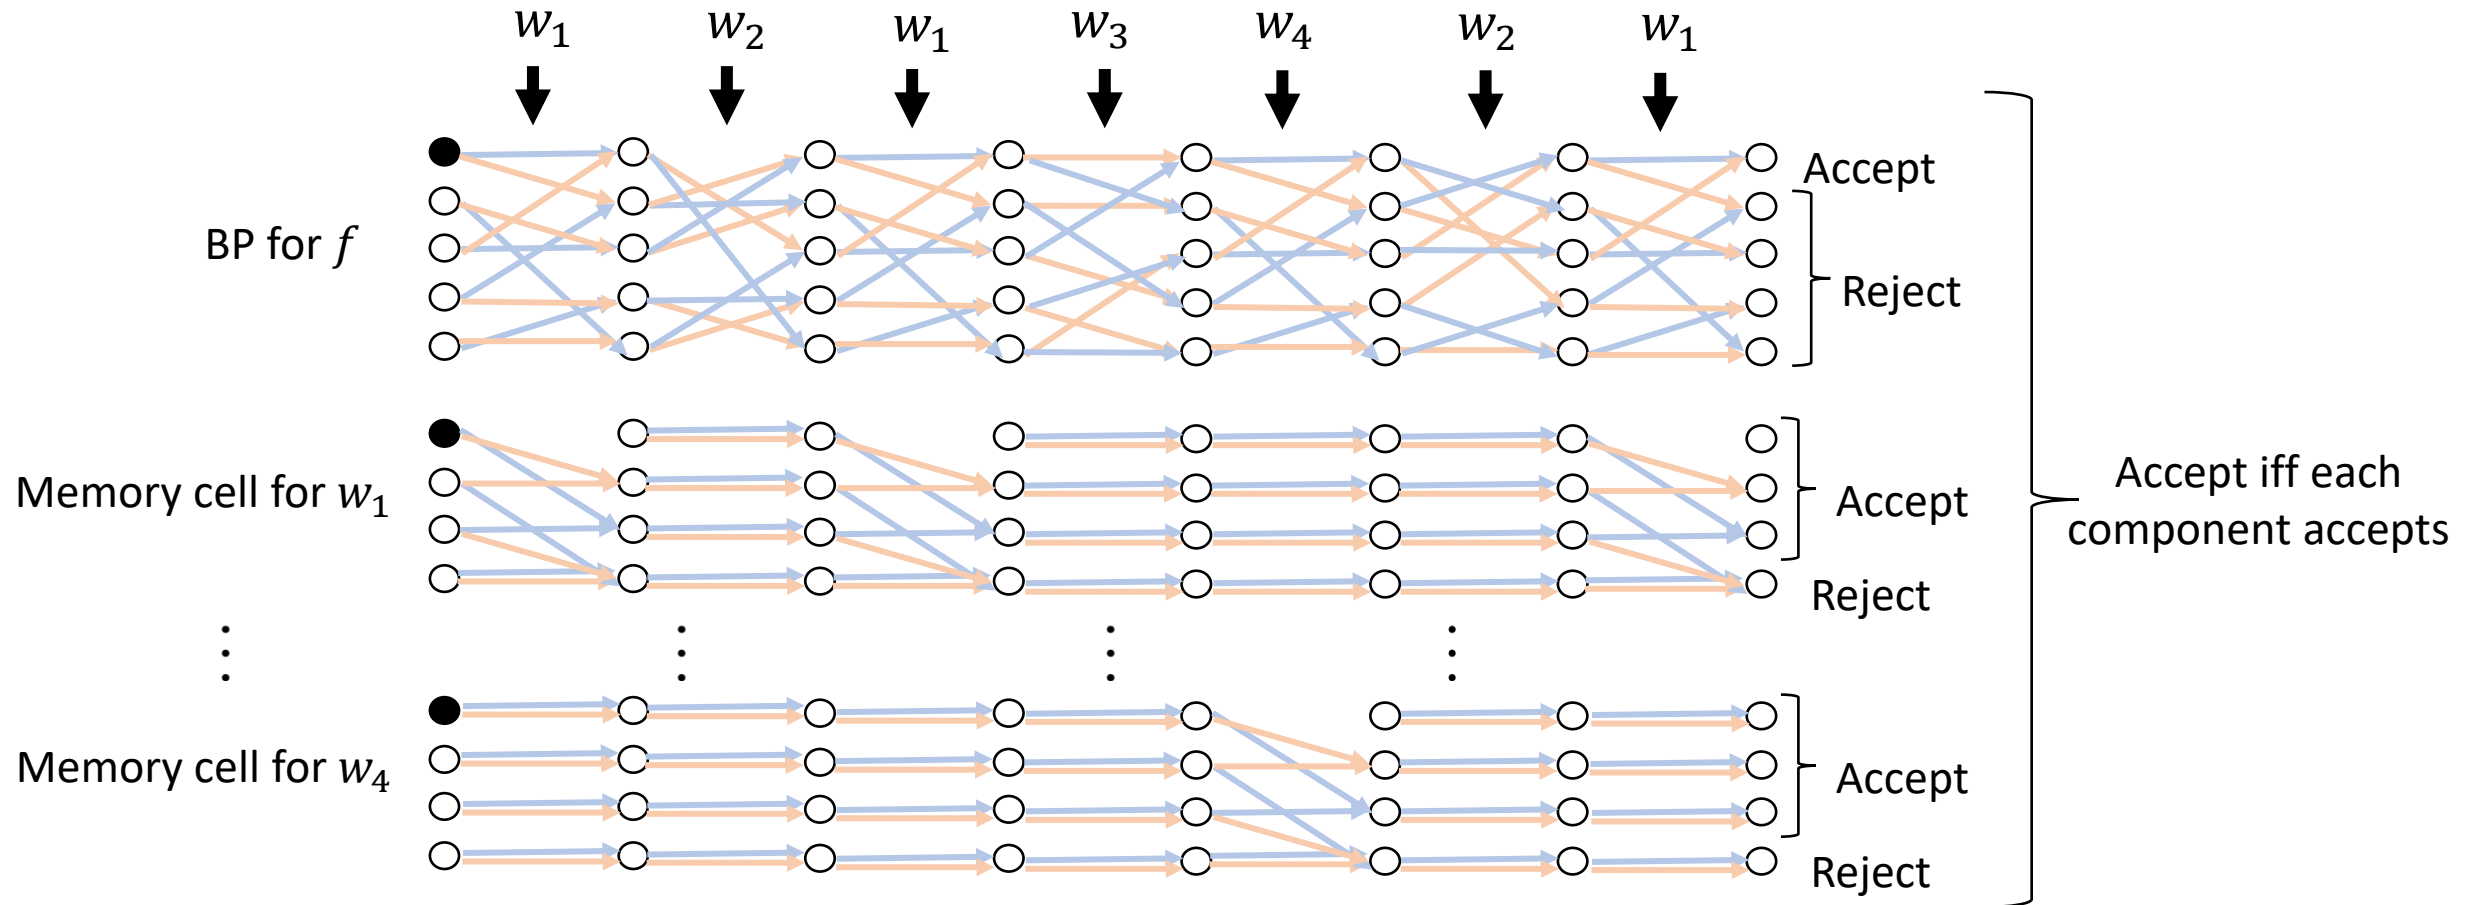 w₁ w₂ w₁ w₃ w₄ w₂ w₁
Accept
BP for f
Reject
Memory cell for w₁
Accept
Reject
Accept iff each
component accepts
Memory cell for w₄
Accept
Reject